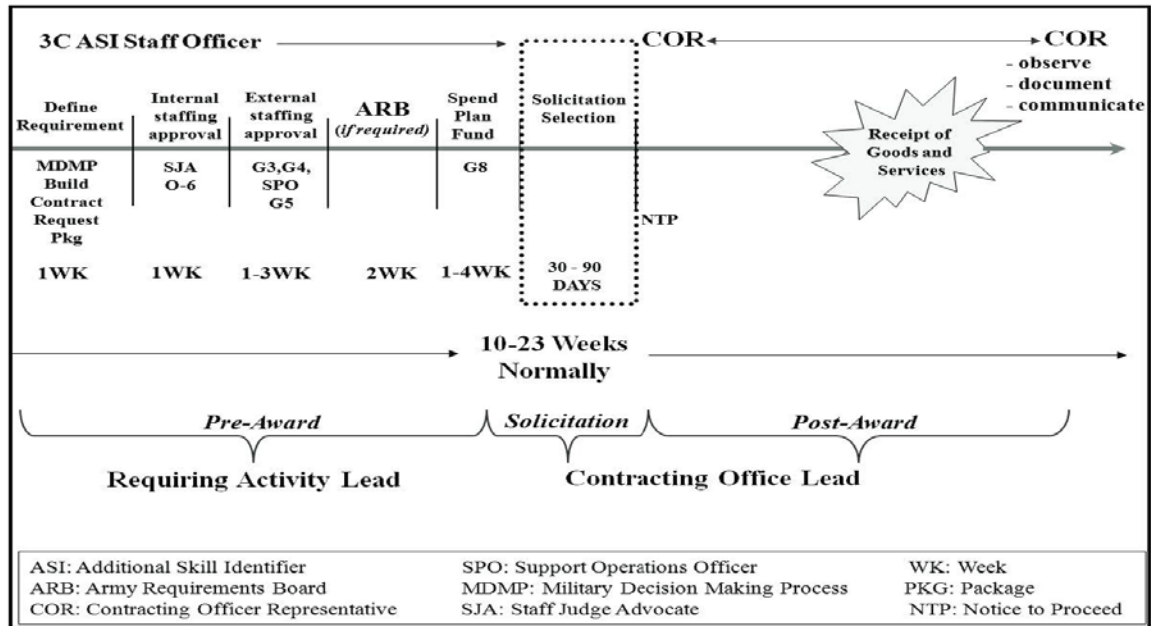 3C ASI Staff Officer
COR
COR
- observe
- document
- communicate
Define
Requirement
Internal
staffing
approval
External
staffing
approval
ARB
(if required)
Spend
Plan
Fund
Solicitation
Selection
Receipt of
Goods and
Services
MDMP
Build
Contract
Request
Pkg
SJA
O-6
G3,G4,
SPO
G5
G8
NTP
1WK
1WK
1-3WK
2WK
1-4WK
30 - 90
DAYS
10-23 Weeks
Normally
Pre-Award
Solicitation
Post-Award
Requiring Activity Lead
Contracting Office Lead
ASI: Additional Skill Identifier
ARB: Army Requirements Board
COR: Contracting Officer Representative
SPO: Support Operations Officer
MDMP: Military Decision Making Process
SJA: Staff Judge Advocate
WK: Week
PKG: Package
NTP: Notice to Proceed